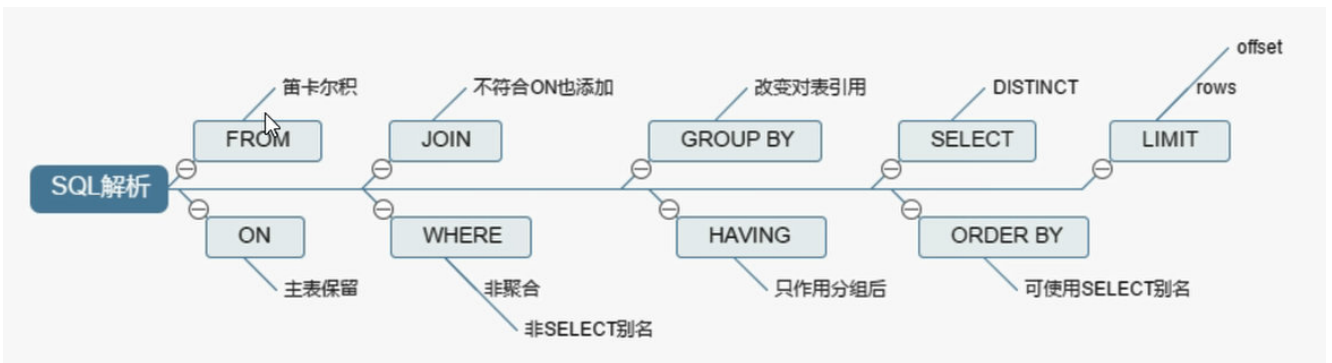 SQL解析
FROM
笛卡尔积
ON
主表保留
JOIN
不符合ON也添加
WHERE
非聚合
非SELECT别名
GROUP BY
改变对表引用
HAVING
只作用分组后
SELECT
DISTINCT
ORDER BY
可使用SELECT别名
LIMIT
offset
rows